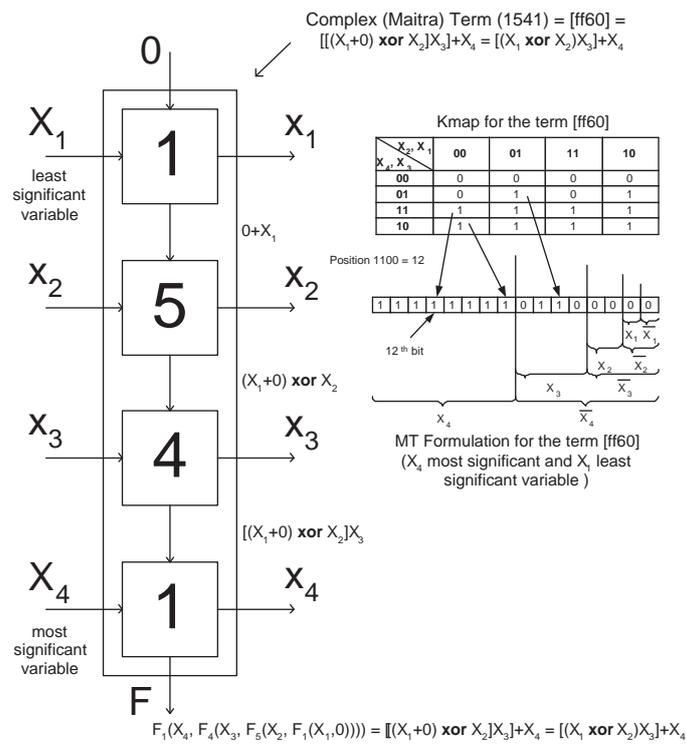 Complex (Maitra) Term (1541) = [ff60] =
[[(X₁+0) xor X₂]X₃]+X₄ = [(X₁ xor X₂)X₃]+X₄
0
X₁
1
x₁
least
significant
variable
0+X₁
x₂
5
x₂
(X₁+0) xor X₂
x₃
4
x₃
[(X₁+0) xor X₂]X₃
X₄
1
x₄
most
significant
variable
F
F₁(X₄, F₄(X₃, F₅(X₂, F₁(X₁,0)))) = [[(X₁+0) xor X₂]X₃]+X₄ = [(X₁ xor X₂)X₃]+X₄
Kmap for the term [ff60]
X₂, X₁ 00 01 11 10
X₄, X₃
00 0 0 0 0
01 0 1 0 1
11 1 1 1 1
10 1 1 1 1
Position 1100 = 12
1 1 1 1 1 1 1 1 0 1 1 0 0 0 0 0
12 th bit
X₁ X̅₁
X₂ X̅₂
X₃ X̅₃
X₄ X̅₄
MT Formulation for the term [ff60]
(X₄ most significant and X₁ least
significant variable )